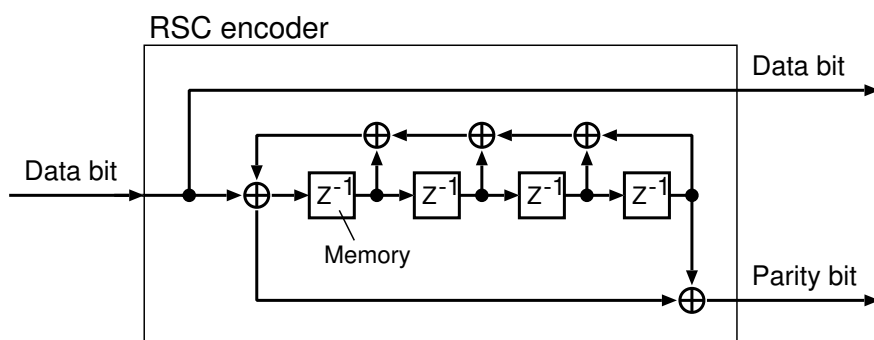 RSC encoder
Data bit
Data bit
Z⁻¹ Z⁻¹ Z⁻¹ Z⁻¹
Memory
Parity bit